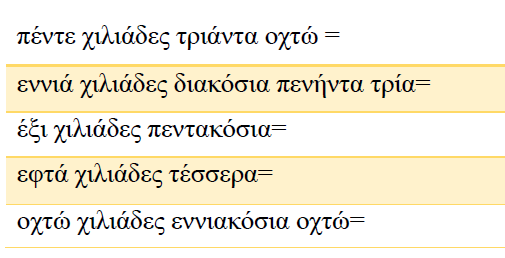 πέντε χιλιάδες τριάντα οχτώ =
εννιά χιλιάδες διακόσια πενήντα τρία=
έξι χιλιάδες πεντακόσια=
εφτά χιλιάδες τέσσερα=
οχτώ χιλιάδες εννιακόσια οχτώ=